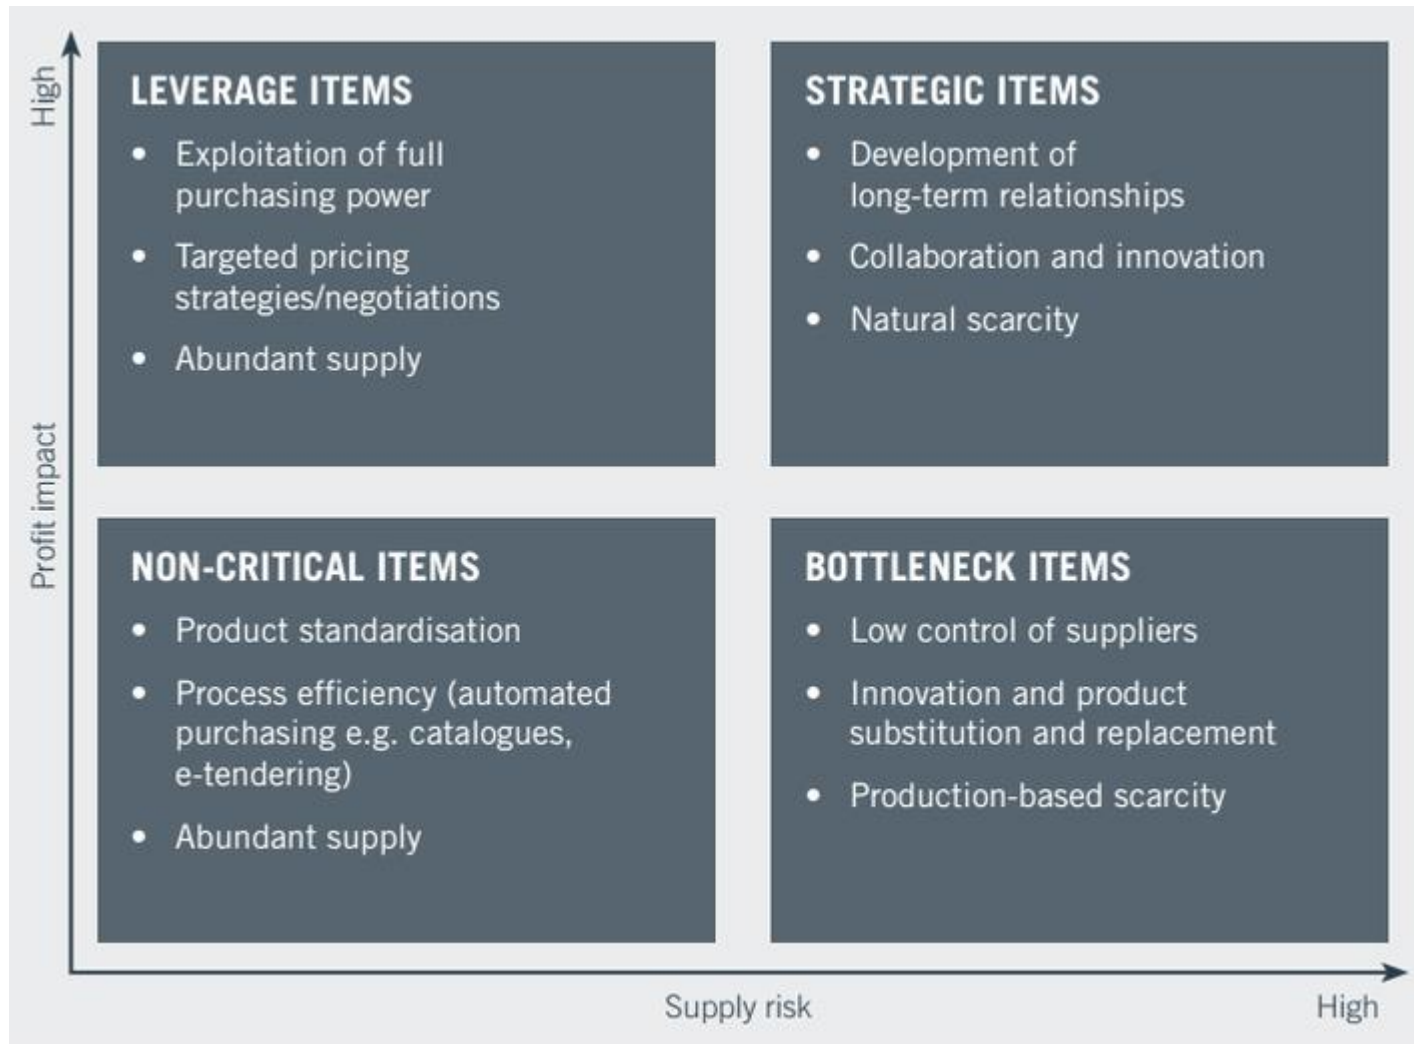 High
Profit impact
LEVERAGE ITEMS
• Exploitation of full
purchasing power
• Targeted pricing
strategies/negotiations
• Abundant supply
STRATEGIC ITEMS
• Development of
long-term relationships
• Collaboration and innovation
• Natural scarcity
NON-CRITICAL ITEMS
• Product standardisation
• Process efficiency (automated
purchasing e.g. catalogues,
e-tendering)
• Abundant supply
BOTTLENECK ITEMS
• Low control of suppliers
• Innovation and product
substitution and replacement
• Production-based scarcity
Supply risk
High